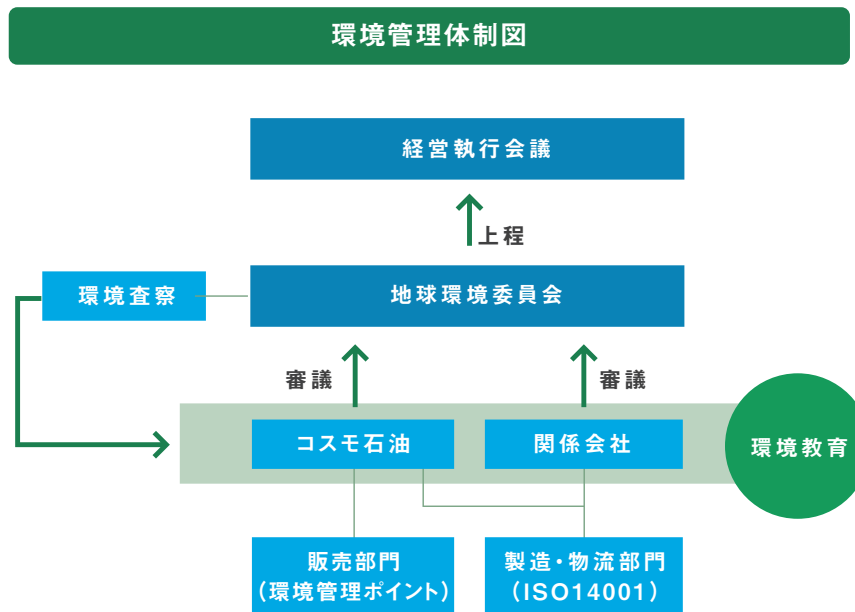 環境管理体制図
経営執行会議
上程
環境査察
地球環境委員会
審議
審議
コスモ石油
関係会社
環境教育
販売部門
（環境管理ポイント）
製造・物流部門
（ISO14001）